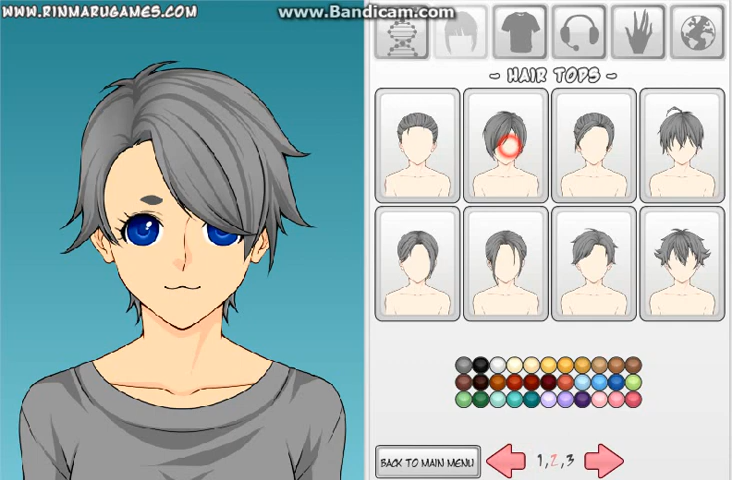 www.RINMARUGAMES.COM
www.Bandicam.com
- HAIR TOPS -
BACK TO MAIN MENU
1,2,3